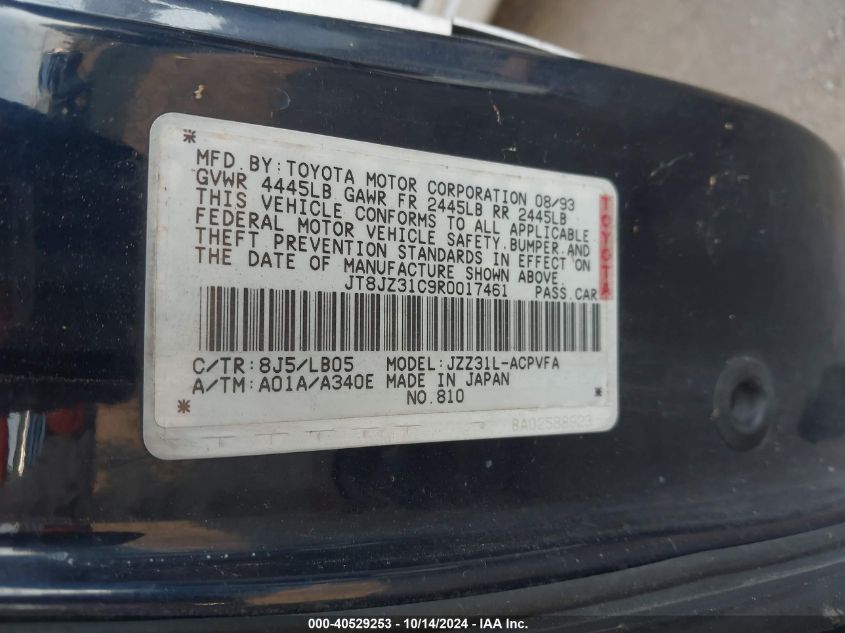 MFD.BY:TOYOTA MOTOR CORPORATION 08/93
GVWR 4445LB GAWR FR 2445LB RR 2445LB
THIS VEHICLE CONFORMS TO ALL APPLICABLE
FEDERAL MOTOR VEHICLE SAFETY,BUMPER,AND
THEFT PREVENTION STANDARDS IN EFFECT ON
THE DATE OF MANUFACTURE SHOWN ABOVE.
JT8JZ31C9R0017461 PASS.CAR
TOYOTA
C/TR:8J5/LB05 MODEL:JZZ31L-ACPVFA
A/TM:A01A/A340E MADE IN JAPAN
NO.810
BA02588923
000-40529253 - 10/14/2024 - IAA Inc.